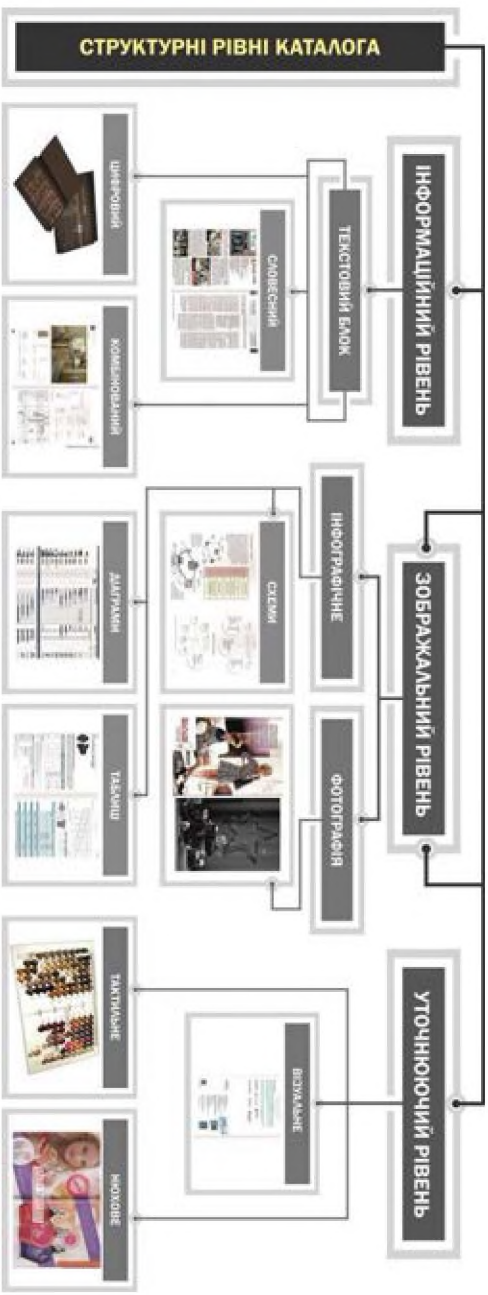 СТРУКТУРНІ РІВНІ КАТАЛОГА
ІНФОРМАЦІЙНИЙ РІВЕНЬ
ТЕКСТОВИЙ БЛОК
ЦИФРОВИЙ
СЛОВЕСНИЙ
КОМБІНОВАНИЙ
ЗОБРАЖАЛЬНИЙ РІВЕНЬ
ІНФОГРАФІЧНЕ
ФОТОГРАФІЯ
СХЕМИ
ДІАГРАМИ
ТАБЛИЦІ
УТОЧНЮЮЧИЙ РІВЕНЬ
ВІЗУАЛЬНЕ
ТАКТИЛЬНЕ
НЮХОВЕ